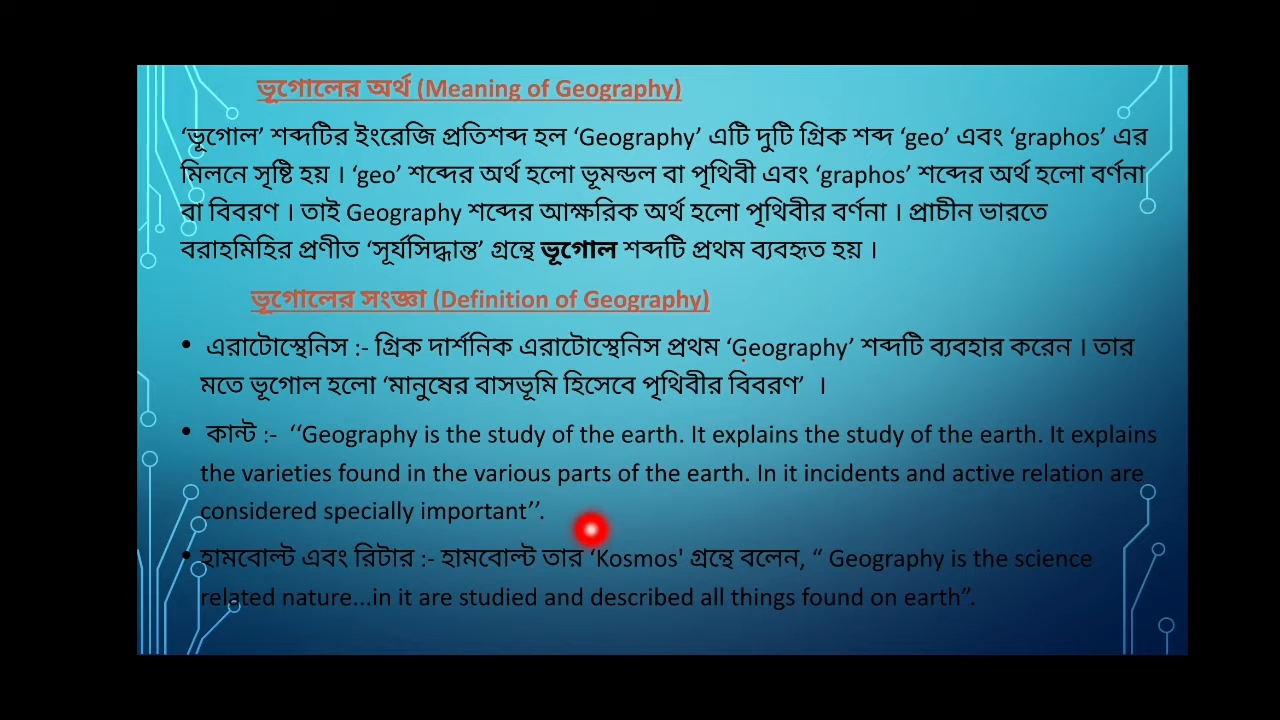 ভূগোলের অর্থ (Meaning of Geography)
‘ভূগোল’ শব্দটির ইংরেজি প্রতিশব্দ হল ‘Geography’ এটি দুটি গ্রিক শব্দ ‘geo’ এবং ‘graphos’ এর
মিলনে সৃষ্টি হয় । ‘geo’ শব্দের অর্থ হলো ভূমন্ডল বা পৃথিবী এবং ‘graphos’ শব্দের অর্থ হলো বর্ণনা
বা বিবরণ । তাই Geography শব্দের আক্ষরিক অর্থ হলো পৃথিবীর বর্ণনা । প্রাচীন ভারতে
বরাহমিহির প্রণীত ‘সূর্যসিদ্ধান্ত’ গ্রন্থে ভূগোল শব্দটি প্রথম ব্যবহৃত হয় ।
ভূগোলের সংজ্ঞা (Definition of Geography)
• এরাটোস্থেনিস :- গ্রিক দার্শনিক এরাটোস্থেনিস প্রথম ‘Geography’ শব্দটি ব্যবহার করেন । তার
মতে ভূগোল হলো ‘মানুষের বাসভূমি হিসেবে পৃথিবীর বিবরণ’ ।
• কান্ট :- ‘‘Geography is the study of the earth. It explains the study of the earth. It explains
the varieties found in the various parts of the earth. In it incidents and active relation are
considered specially important’’.
• হামবোল্ট এবং রিটার :- হামবোল্ট তার ‘Kosmos' গ্রন্থে বলেন, “ Geography is the science
related nature...in it are studied and described all things found on earth”.